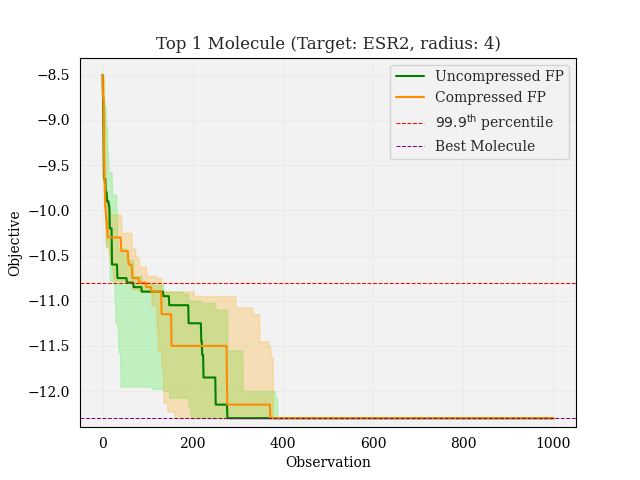 Top 1 Molecule (Target: ESR2, radius: 4)
Uncompressed FP
Compressed FP
99.9th percentile
Best Molecule
Objective
−8.5
−9.0
−9.5
−10.0
−10.5
−11.0
−11.5
−12.0
0 200 400 600 800 1000
Observation